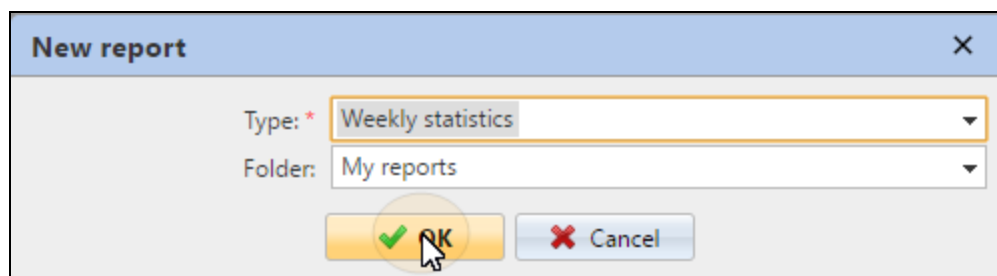 New report
Type: * Weekly statistics
Folder: My reports
OK Cancel